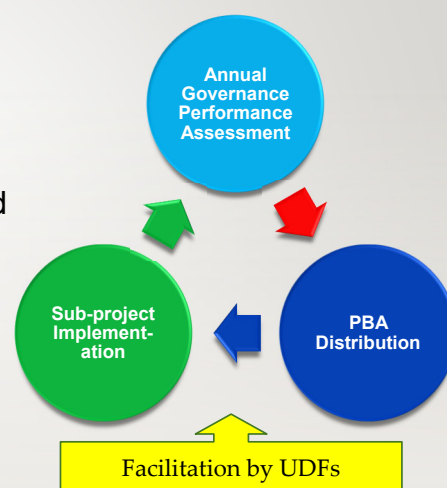 Annual
Governance
Performance
Assessment
d
Sub-project
Implement-
ation
PBA
Distribution
Facilitation by UDFs